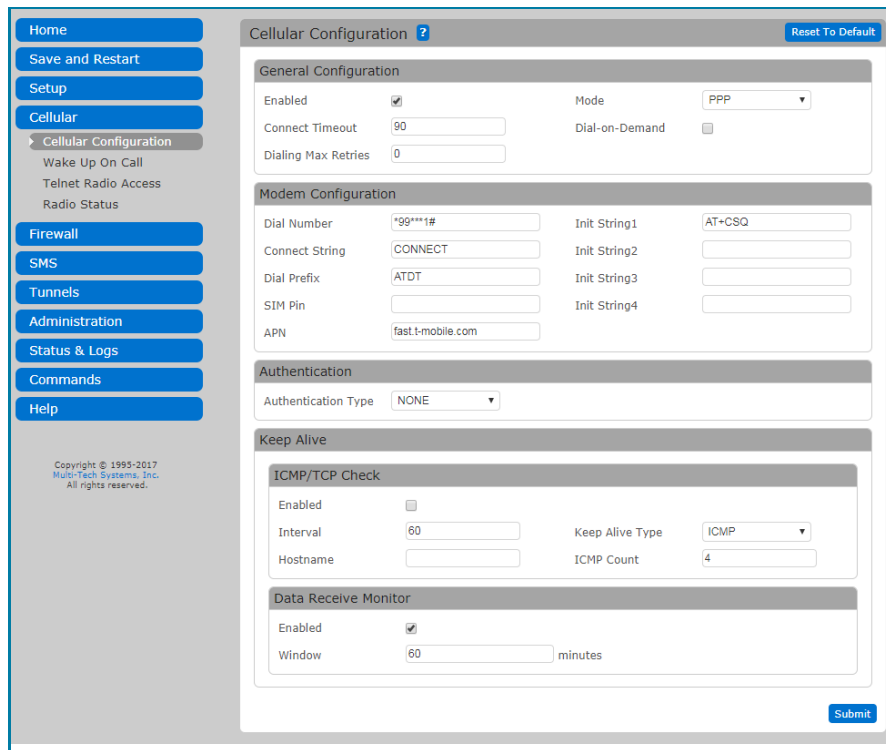 Home
Save and Restart
Setup
Cellular
Cellular Configuration
Wake Up On Call
Telnet Radio Access
Radio Status
Firewall
SMS
Tunnels
Administration
Status & Logs
Commands
Help
Copyright © 1995-2017
Multi-Tech Systems, Inc.
All rights reserved.
Cellular Configuration ? Reset To Default
General Configuration
Enabled Mode PPP
Connect Timeout 90 Dial-on-Demand
Dialing Max Retries 0
Modem Configuration
Dial Number *99***1# Init String1 AT+CSQ
Connect String CONNECT Init String2
Dial Prefix ATDT Init String3
SIM Pin Init String4
APN fast.t-mobile.com
Authentication
Authentication Type NONE
Keep Alive
ICMP/TCP Check
Enabled
Interval 60 Keep Alive Type ICMP
Hostname ICMP Count 4
Data Receive Monitor
Enabled
Window 60 minutes
Submit